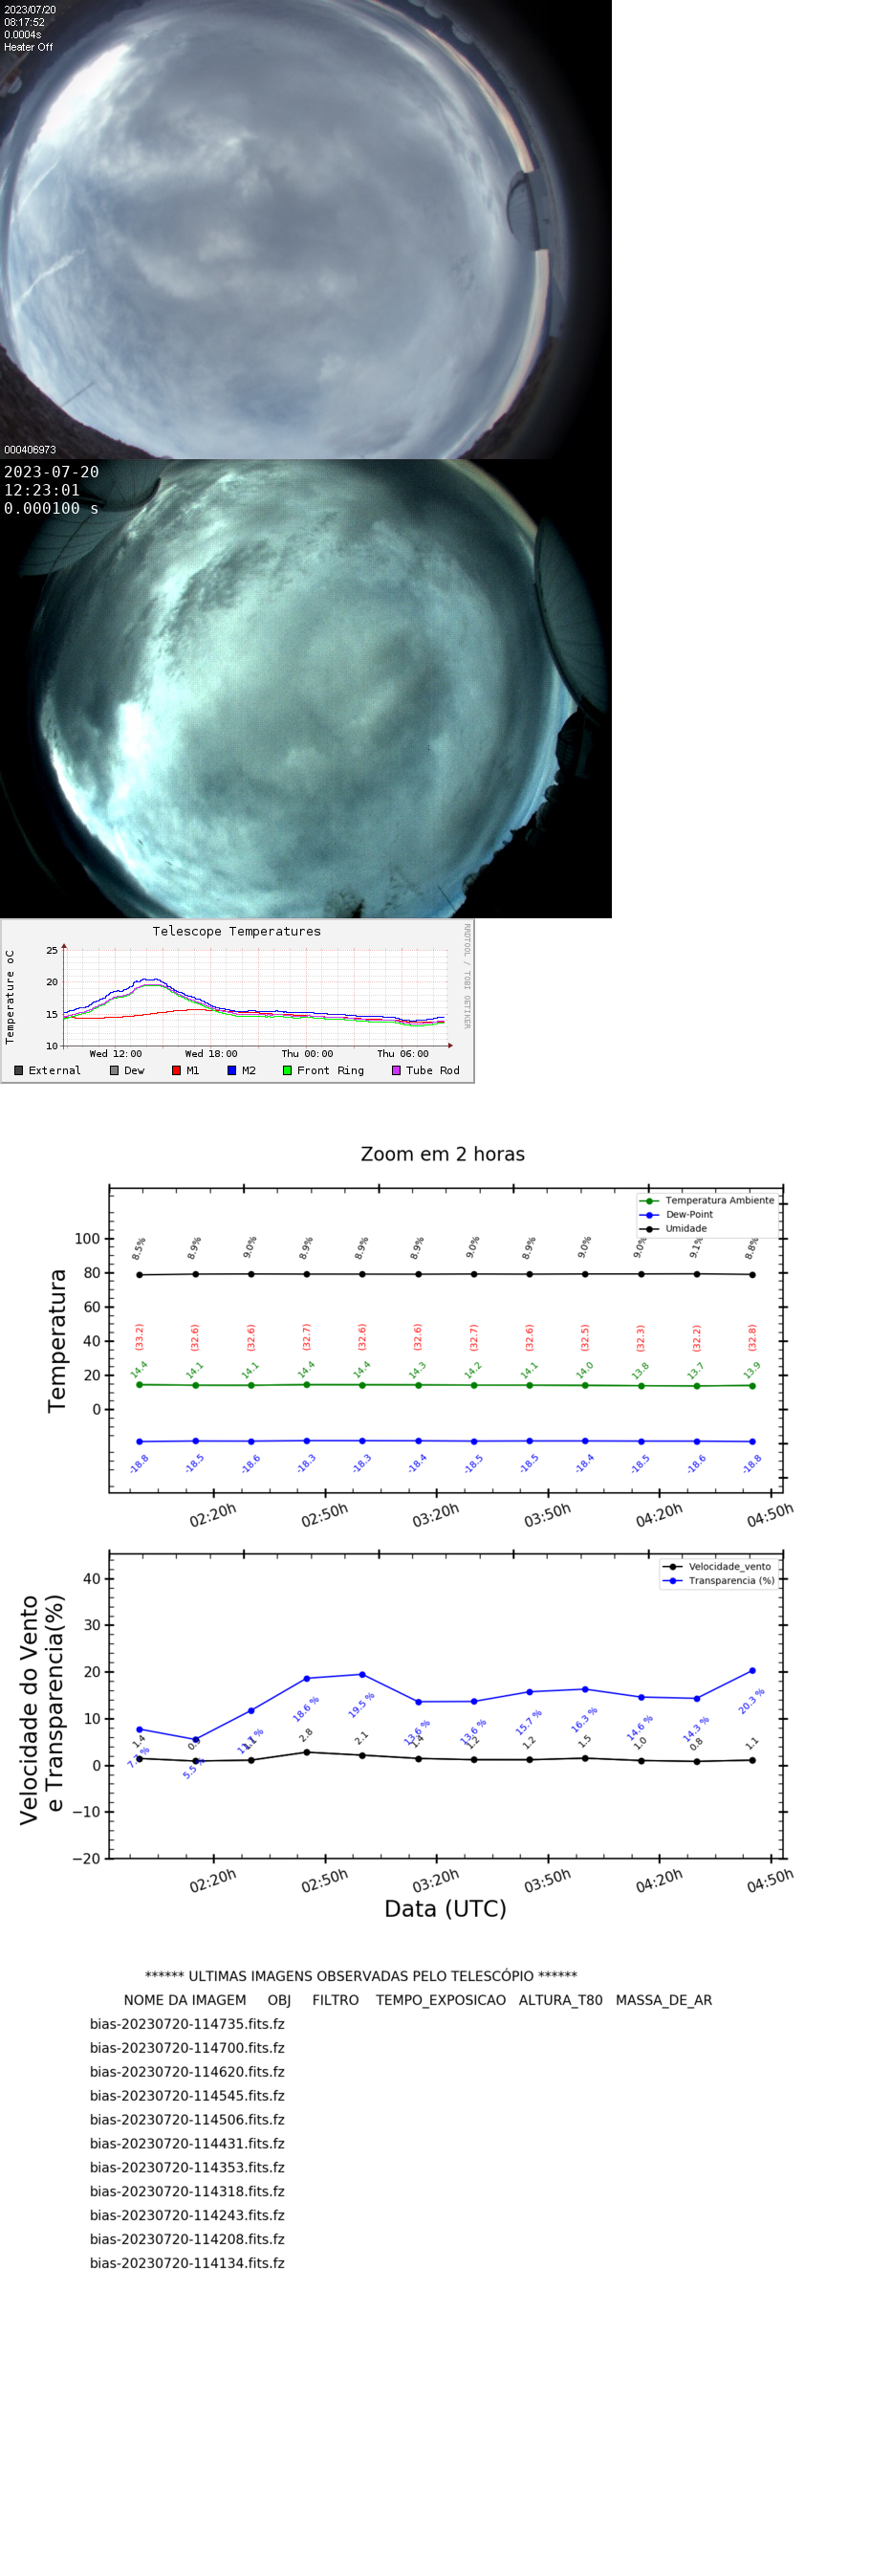 2023/07/20
08:17:52
0.0004s
Heater Off
000406973
2023-07-20
12:23:01
0.000100 s
Telescope Temperatures
RRDTOOL / TOBI OETIKER
Temperature oC
25
20
15
10
Wed 12:00 Wed 18:00 Thu 00:00 Thu 06:00
External Dew M1 M2 Front Ring Tube Rod
Zoom em 2 horas
Temperatura Ambiente
Dew-Point
Umidade
Temperatura
100
80
60
40
20
0
8.5% 8.9% 9.0% 8.9% 8.9% 8.9% 9.0% 8.9% 9.0% 9.0% 9.1% 8.8%
(33.2) (32.6) (32.6) (32.7) (32.6) (32.6) (32.7) (32.6) (32.5) (32.3) (32.2) (32.8)
14.4 14.1 14.1 14.4 14.4 14.3 14.2 14.1 14.0 13.8 13.7 13.9
-18.8 -18.5 -18.6 -18.3 -18.3 -18.4 -18.5 -18.5 -18.4 -18.5 -18.6 -18.8
02:20h 02:50h 03:20h 03:50h 04:20h 04:50h
Velocidade_vento
Transparencia (%)
Velocidade do Vento
e Transparencia(%)
40
30
20
10
0
−10
−20
5.5 % 18.6 % 19.5 % 13.6 % 13.6 % 15.7 % 16.3 % 14.6 % 14.3 % 20.3 %
1.4 2.8 2.1 1.4 1.2 1.2 1.5 1.0 0.8 1.1
02:20h 02:50h 03:20h 03:50h 04:20h 04:50h
Data (UTC)
****** ULTIMAS IMAGENS OBSERVADAS PELO TELESCÓPIO ******
NOME DA IMAGEM OBJ FILTRO TEMPO_EXPOSICAO ALTURA_T80 MASSA_DE_AR
bias-20230720-114735.fits.fz
bias-20230720-114700.fits.fz
bias-20230720-114620.fits.fz
bias-20230720-114545.fits.fz
bias-20230720-114506.fits.fz
bias-20230720-114431.fits.fz
bias-20230720-114353.fits.fz
bias-20230720-114318.fits.fz
bias-20230720-114243.fits.fz
bias-20230720-114208.fits.fz
bias-20230720-114134.fits.fz